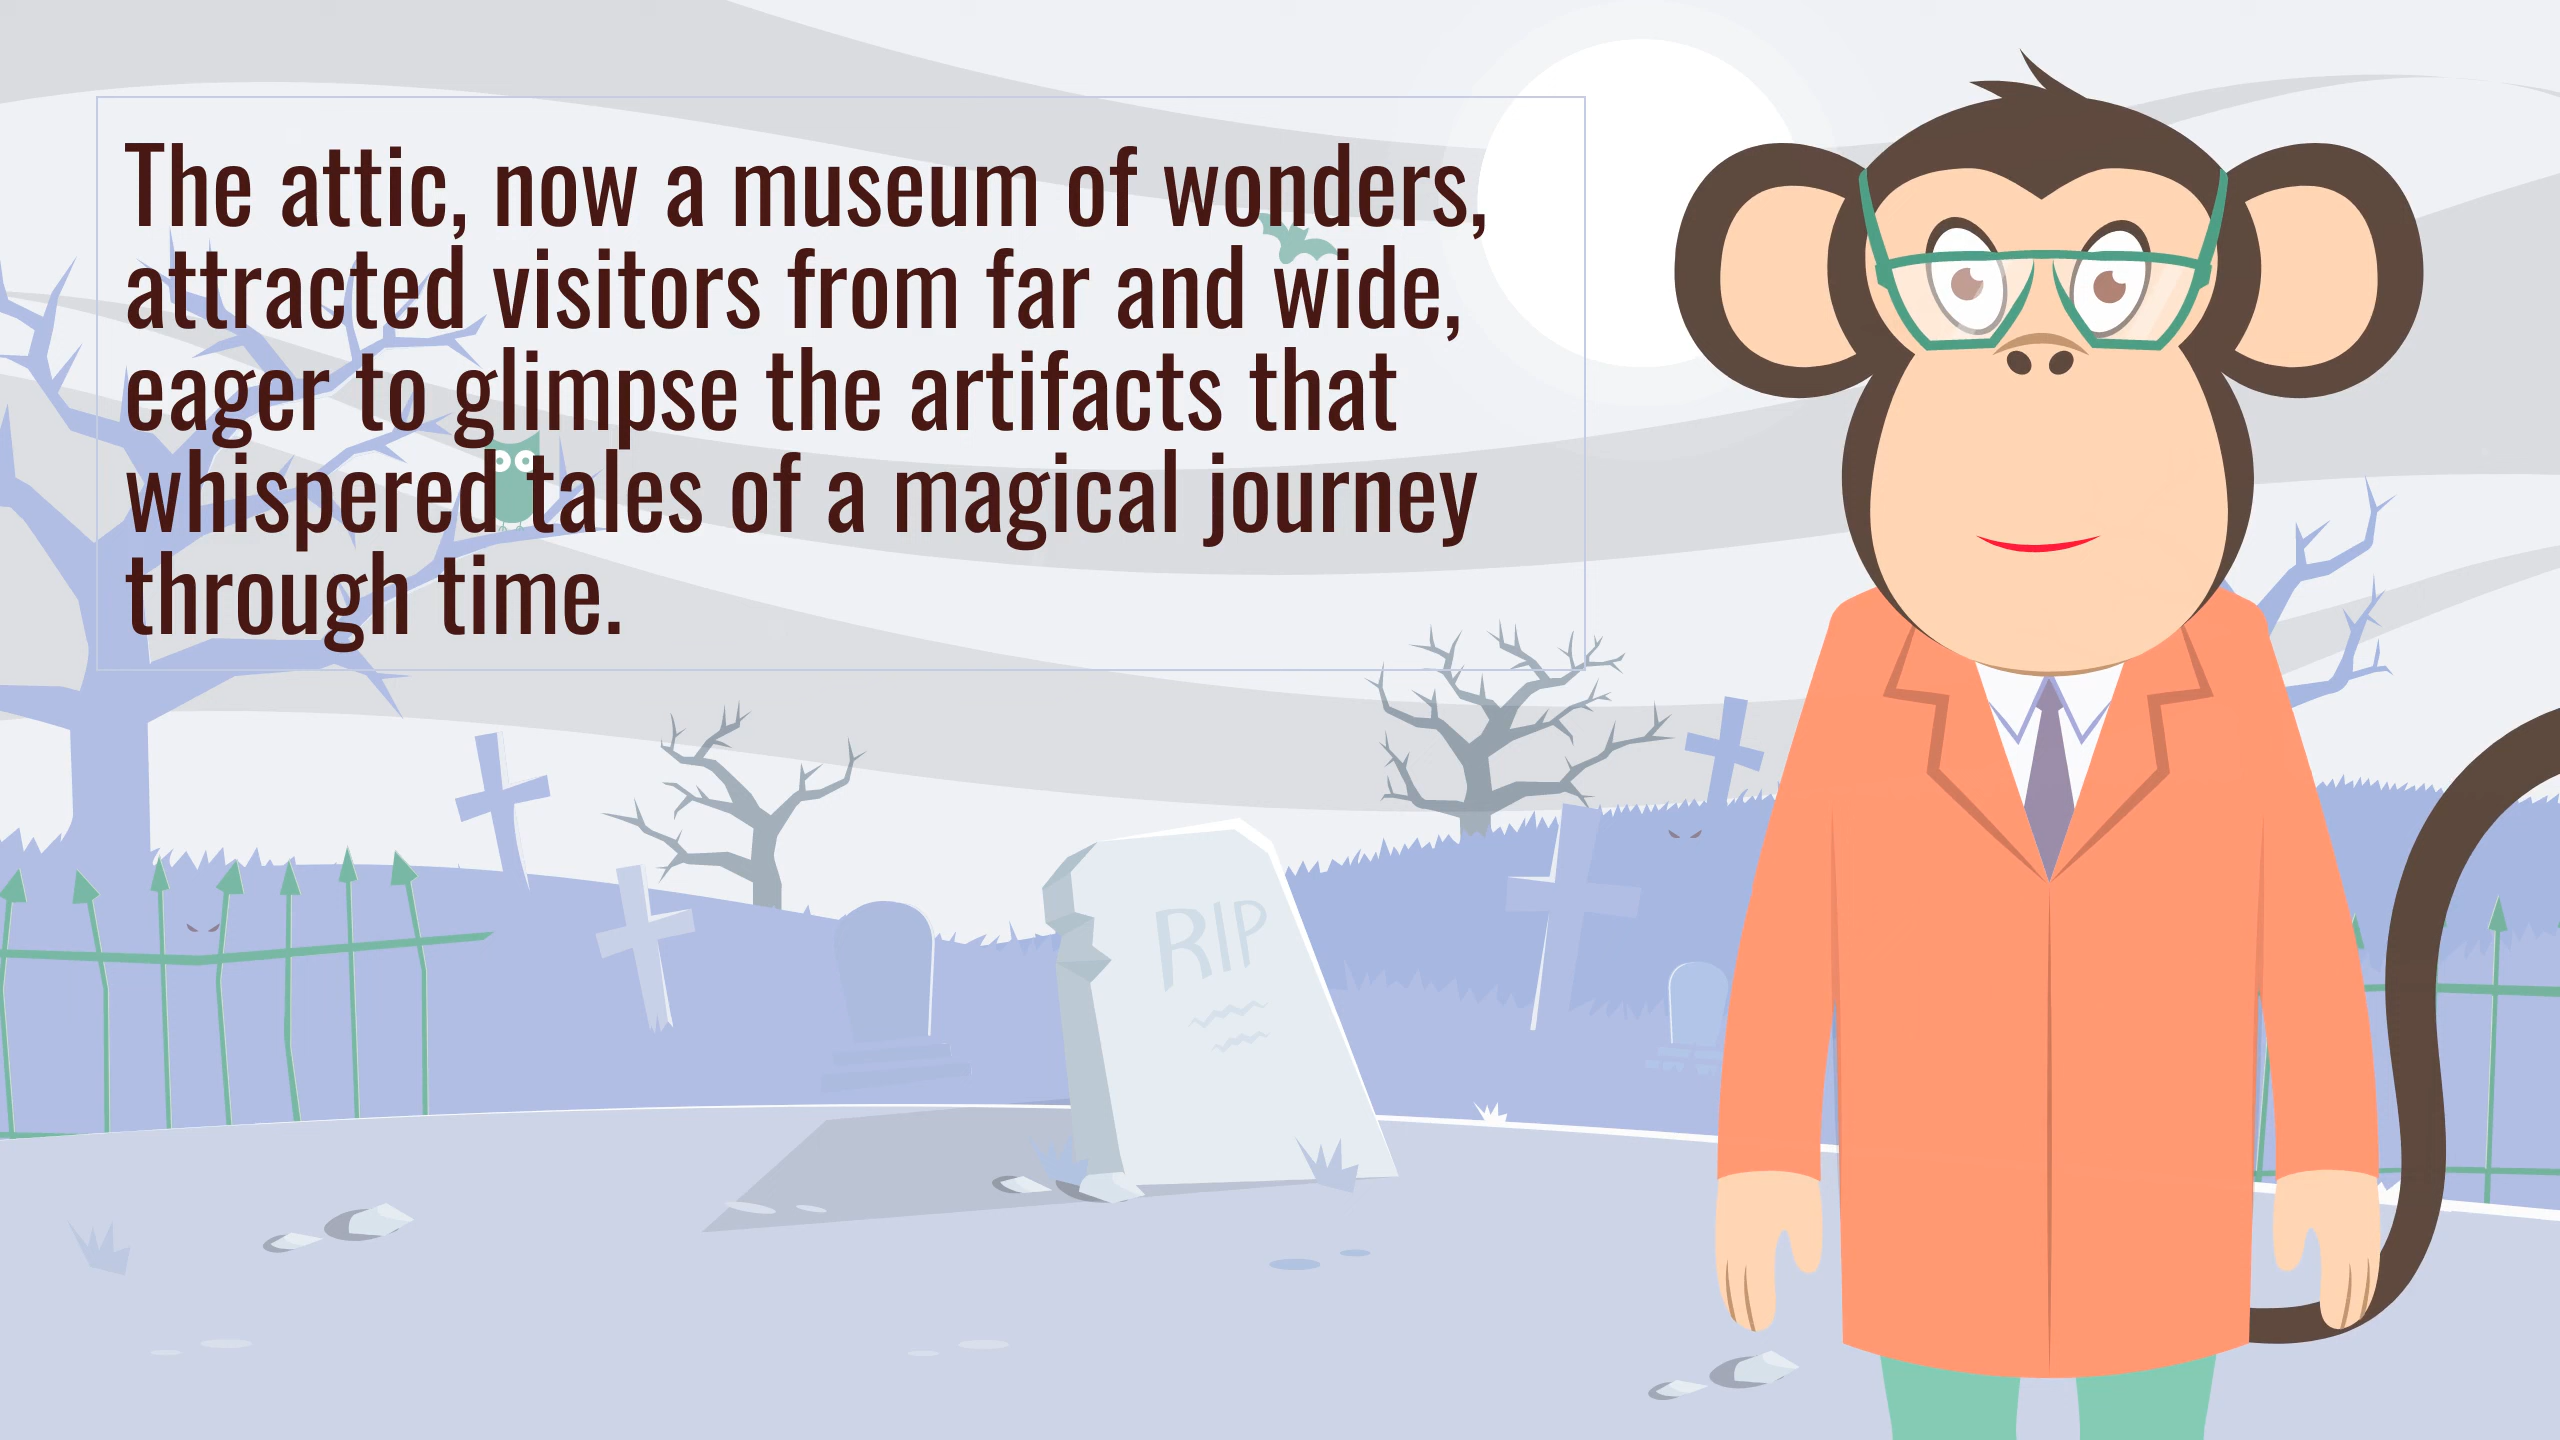 The attic, now a museum of wonders,
attracted visitors from far and wide,
eager to glimpse the artifacts that
whispered tales of a magical journey
through time.
RIP